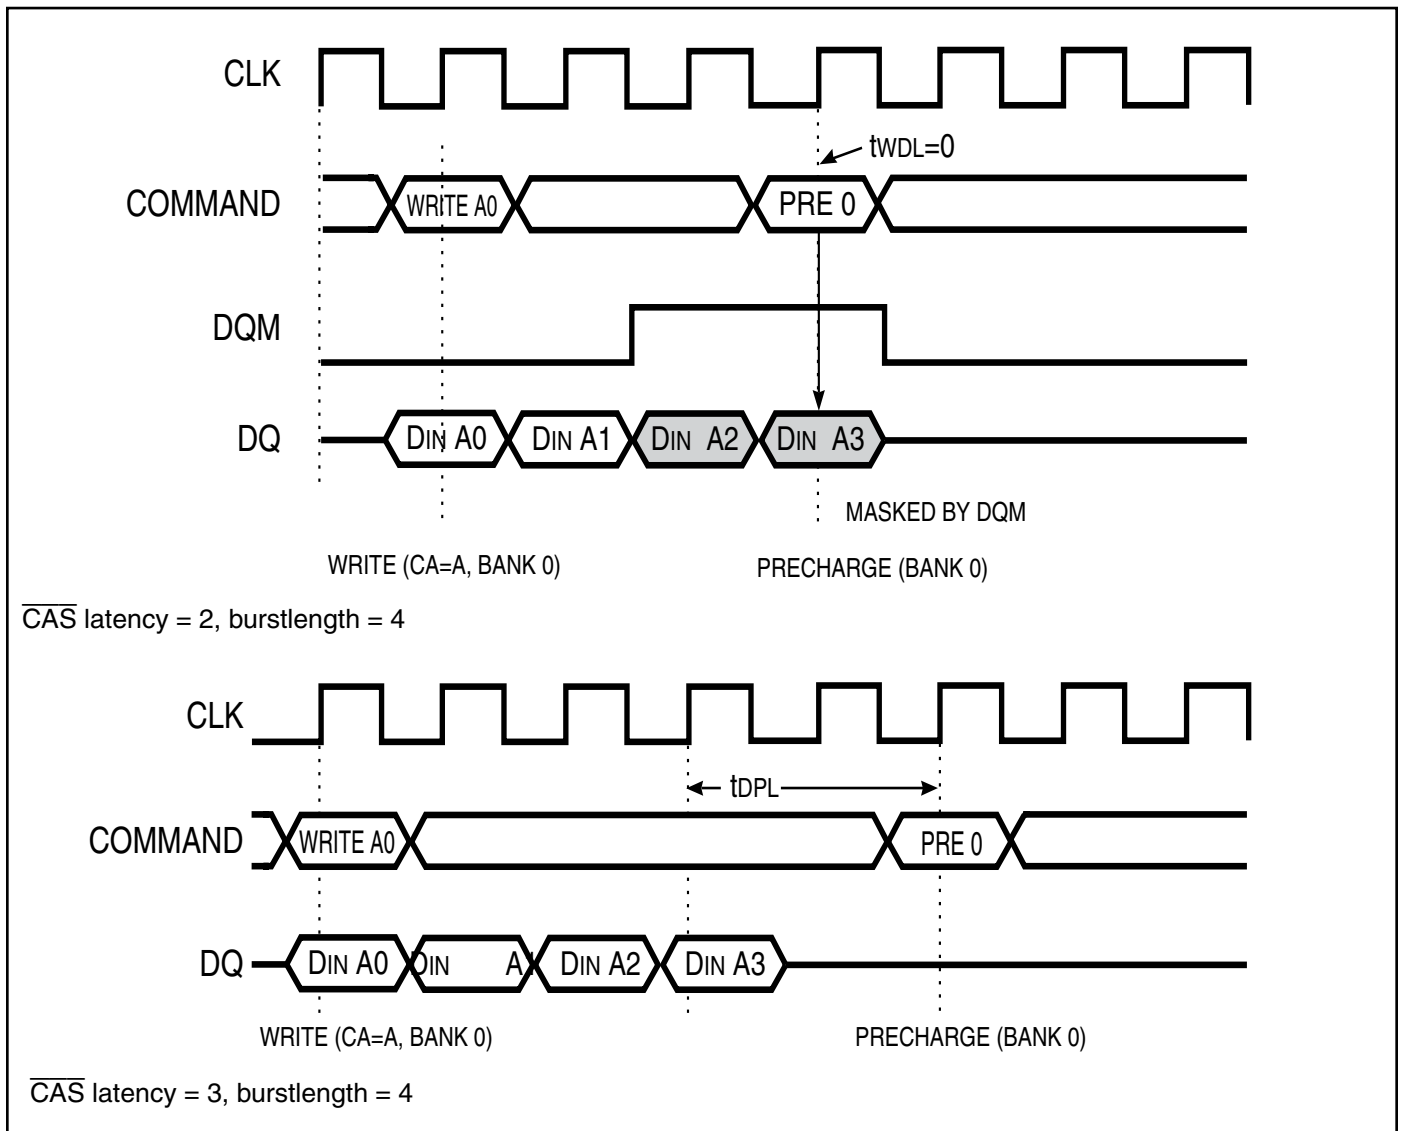 CLK
tWDL=0
COMMAND WRITE A0 PRE 0
DQM
DQ DIN A0 DIN A1 DIN A2 DIN A3
MASKED BY DQM
WRITE (CA=A, BANK 0) PRECHARGE (BANK 0)
CAS latency = 2, burstlength = 4
CLK
tDPL
COMMAND WRITE A0 PRE 0
DQ DIN A0 DIN A1 DIN A2 DIN A3
WRITE (CA=A, BANK 0) PRECHARGE (BANK 0)
CAS latency = 3, burstlength = 4